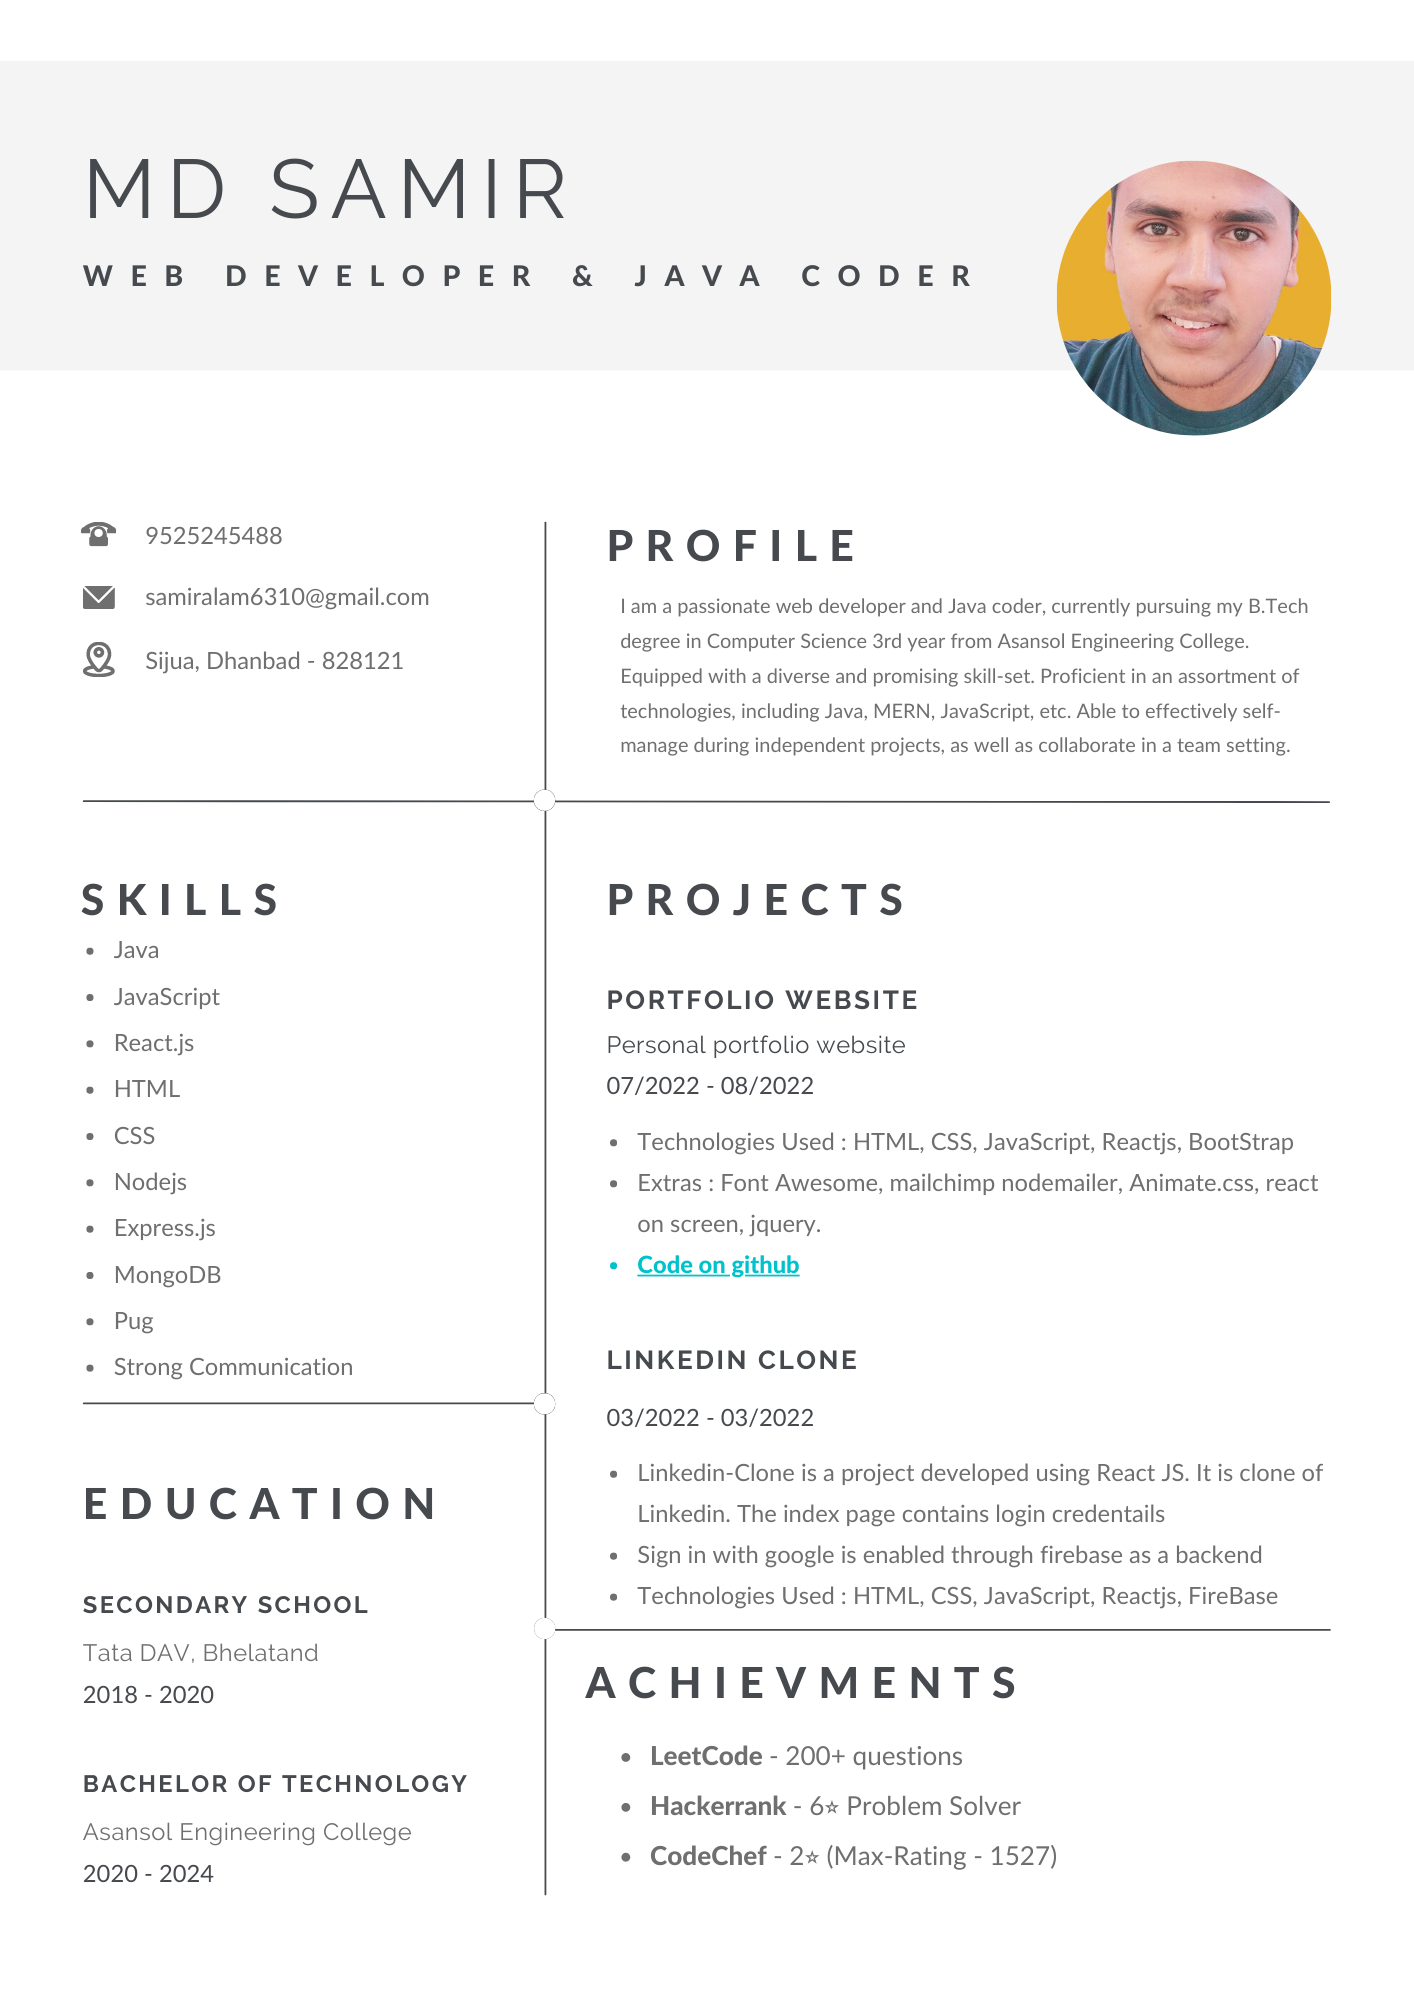 MD SAMIR
WEB DEVELOPER & JAVA CODER
9525245488
samiralam6310@gmail.com
Sijua, Dhanbad - 828121
PROFILE
I am a passionate web developer and Java coder, currently pursuing my B.Tech
degree in Computer Science 3rd year from Asansol Engineering College.
Equipped with a diverse and promising skill-set. Proficient in an assortment of
technologies, including Java, MERN, JavaScript, etc. Able to effectively self-
manage during independent projects, as well as collaborate in a team setting.
SKILLS
• Java
• JavaScript
• React.js
• HTML
• CSS
• Nodejs
• Express.js
• MongoDB
• Pug
• Strong Communication
EDUCATION
SECONDARY SCHOOL
Tata DAV, Bhelatand
2018 - 2020
BACHELOR OF TECHNOLOGY
Asansol Engineering College
2020 - 2024
PROJECTS
PORTFOLIO WEBSITE
Personal portfolio website
07/2022 - 08/2022
• Technologies Used : HTML, CSS, JavaScript, Reactjs, BootStrap
• Extras : Font Awesome, mailchimp nodemailer, Animate.css, react
on screen, jquery.
• Code on github
LINKEDIN CLONE
03/2022 - 03/2022
• Linkedin-Clone is a project developed using React JS. It is clone of
Linkedin. The index page contains login credentails
• Sign in with google is enabled through firebase as a backend
• Technologies Used : HTML, CSS, JavaScript, Reactjs, FireBase
ACHIEVMENTS
• LeetCode - 200+ questions
• Hackerrank - 6⭐ Problem Solver
• CodeChef - 2⭐ (Max-Rating - 1527)